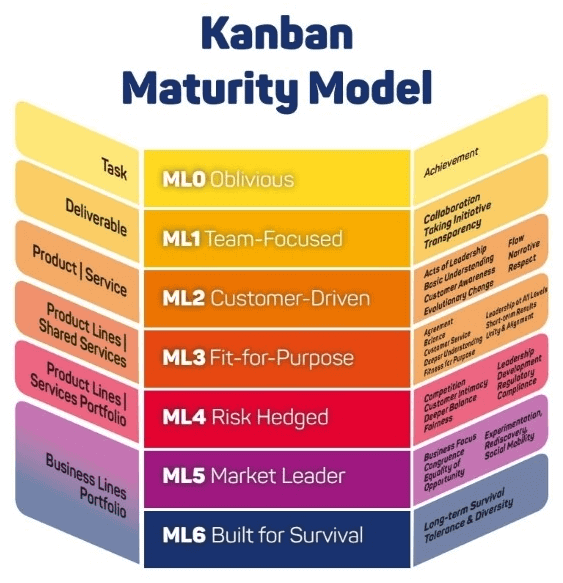 Kanban
Maturity Model
Task
ML0 Oblivious
Achievement
Deliverable
ML1 Team-Focused
Collaboration
Taking Initiative
Transparency
Product | Service
ML2 Customer-Driven
Acts of Leadership
Basic Understanding
Customer Awareness
Evolutionary Change
Flow
Narrative
Respect
Product Lines |
Shared Services
ML3 Fit-for-Purpose
Agreement
Balance
Customer Service
Deeper Understanding
Fitness for Purpose
Leadership at All Levels
Short-term Results
Unity & Alignment
Product Lines |
Services Portfolio
ML4 Risk Hedged
Competition
Customer Intimacy
Deeper Balance
Fairness
Leadership
Development
Regulatory
Compliance
Business Lines
Portfolio
ML5 Market Leader
Business Focus
Congruence
Equality of
Opportunity
Experimentation,
Rediscovery,
Social Mobility
ML6 Built for Survival
Long-term Survival
Tolerance & Diversity